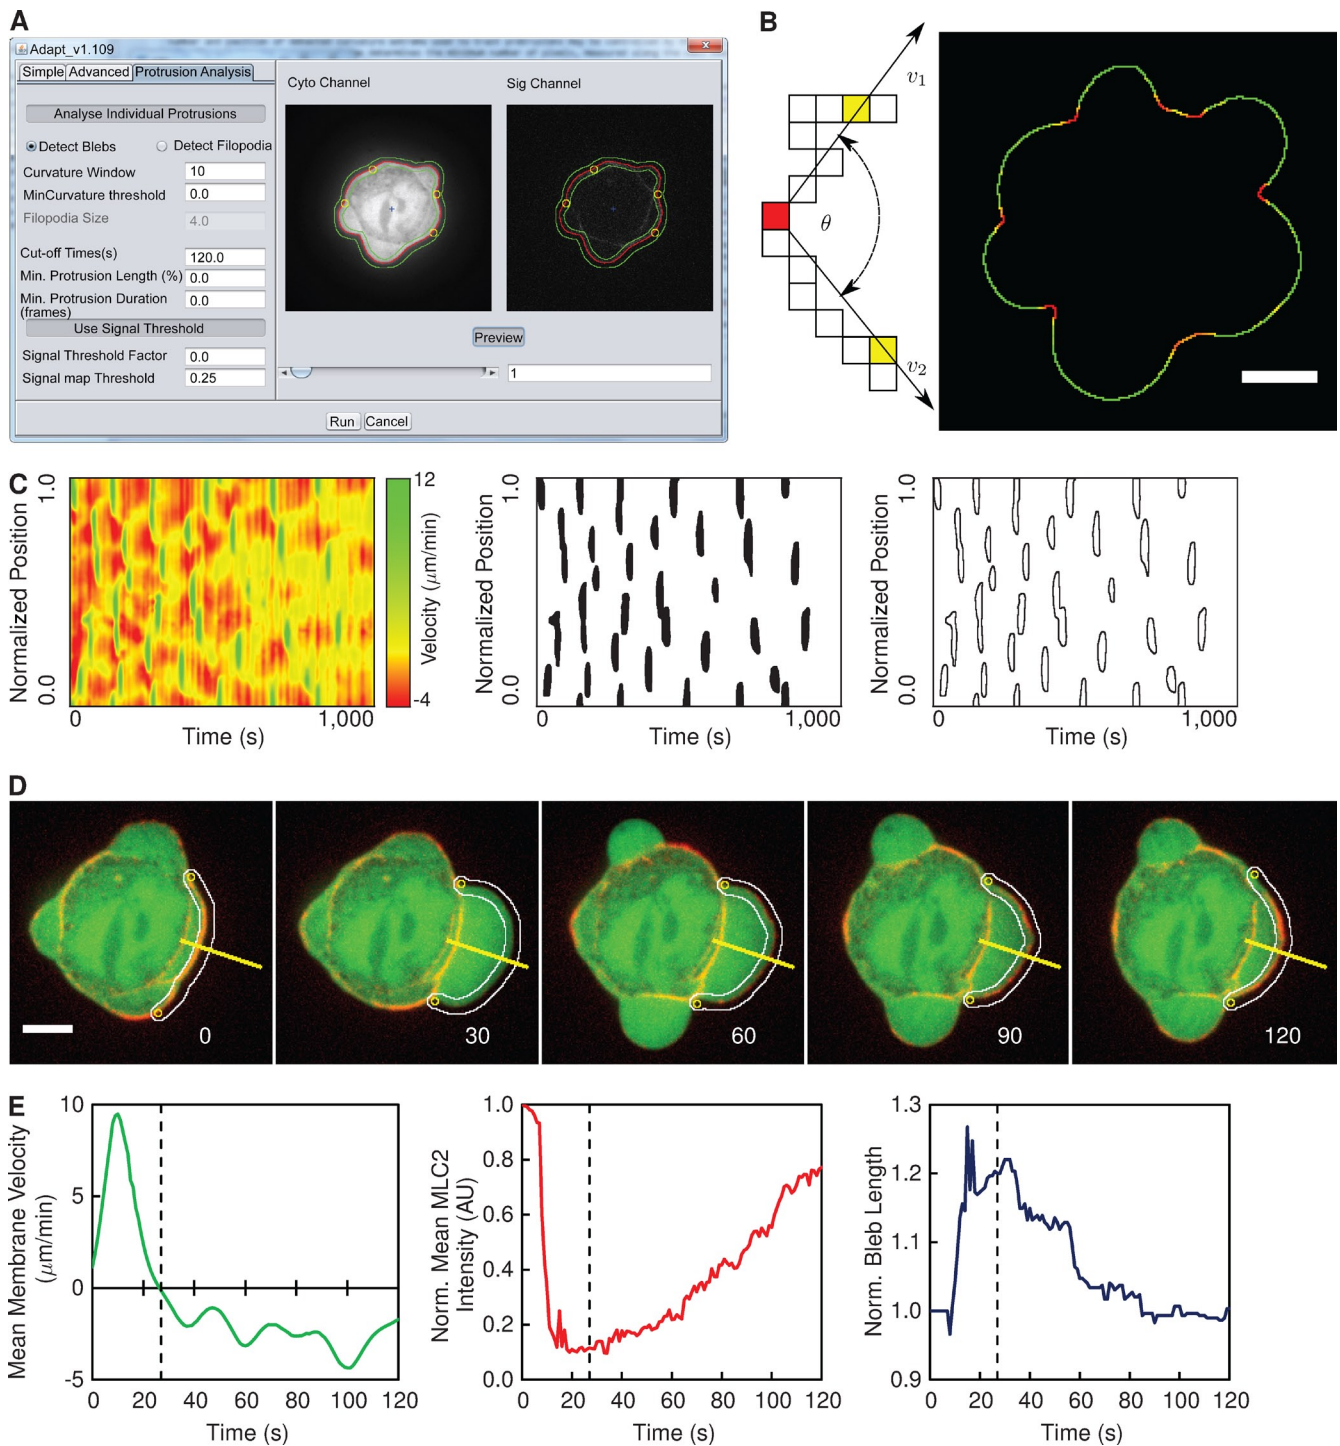 A
Adapt_v1.109
Simple Advanced Protrusion Analysis
Analyse Individual Protrusions
Detect Blebs Detect Filopodia
Curvature Window 10
MinCurvature threshold 0.0
Filopodia Size 4.0
Cut-off Times(s) 120.0
Min. Protrusion Length (%) 0.0
Min. Protrusion Duration 0.0
(frames)
Use Signal Threshold
Signal Threshold Factor 0.0
Signal map Threshold 0.25
Cyto Channel Sig Channel
Preview
1
Run Cancel
B
v1
θ
v2
C
Normalized Position
1.0
0.0
0 1,000
Time (s)
12
-4
Velocity (μm/min)
Normalized Position
1.0
0.0
0 1,000
Time (s)
Normalized Position
1.0
0.0
0 1,000
Time (s)
D
0 30 60 90 120
E
Mean Membrane Velocity
(μm/min)
10
5
0
-5
0 20 40 60 80 100 120
Time (s)
Norm. Mean MLC2
Intensity (AU)
1.0
0.8
0.6
0.4
0.2
0.0
0 20 40 60 80 100 120
Time (s)
Norm. Bleb Length
1.3
1.2
1.1
1.0
0.9
0 20 40 60 80 100 120
Time (s)